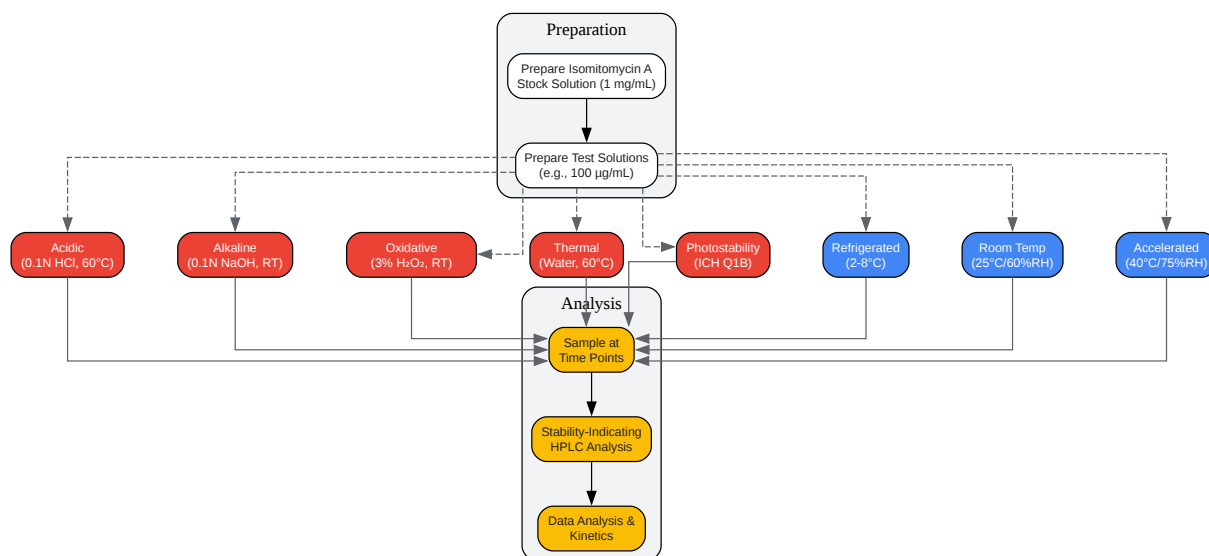 Preparation
Prepare Isomitomycin A
Stock Solution (1 mg/mL)
Prepare Test Solutions
(e.g., 100 µg/mL)
Acidic
(0.1N HCl, 60°C)
Alkaline
(0.1N NaOH, RT)
Oxidative
(3% H₂O₂, RT)
Thermal
(Water, 60°C)
Photostability
(ICH Q1B)
Refrigerated
(2-8°C)
Room Temp
(25°C/60%RH)
Accelerated
(40°C/75%RH)
Analysis
Sample at
Time Points
Stability-Indicating
HPLC Analysis
Data Analysis &
Kinetics